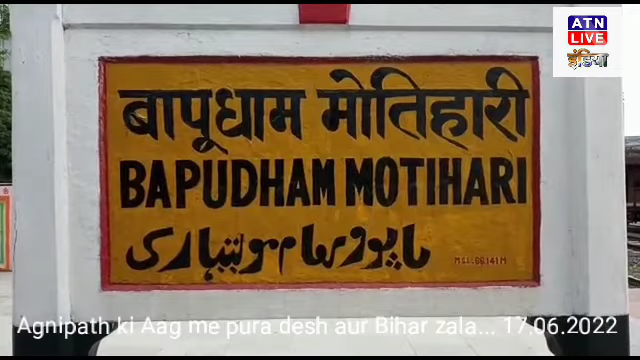 ATN
LIVE
इंडिया
बापूधाम मोतिहारी
BAPUDHAM MOTIHARI
باپودھام موتیہاری
Agnipath ki Aag me pura desh aur Bihar zala... 17.06.2022